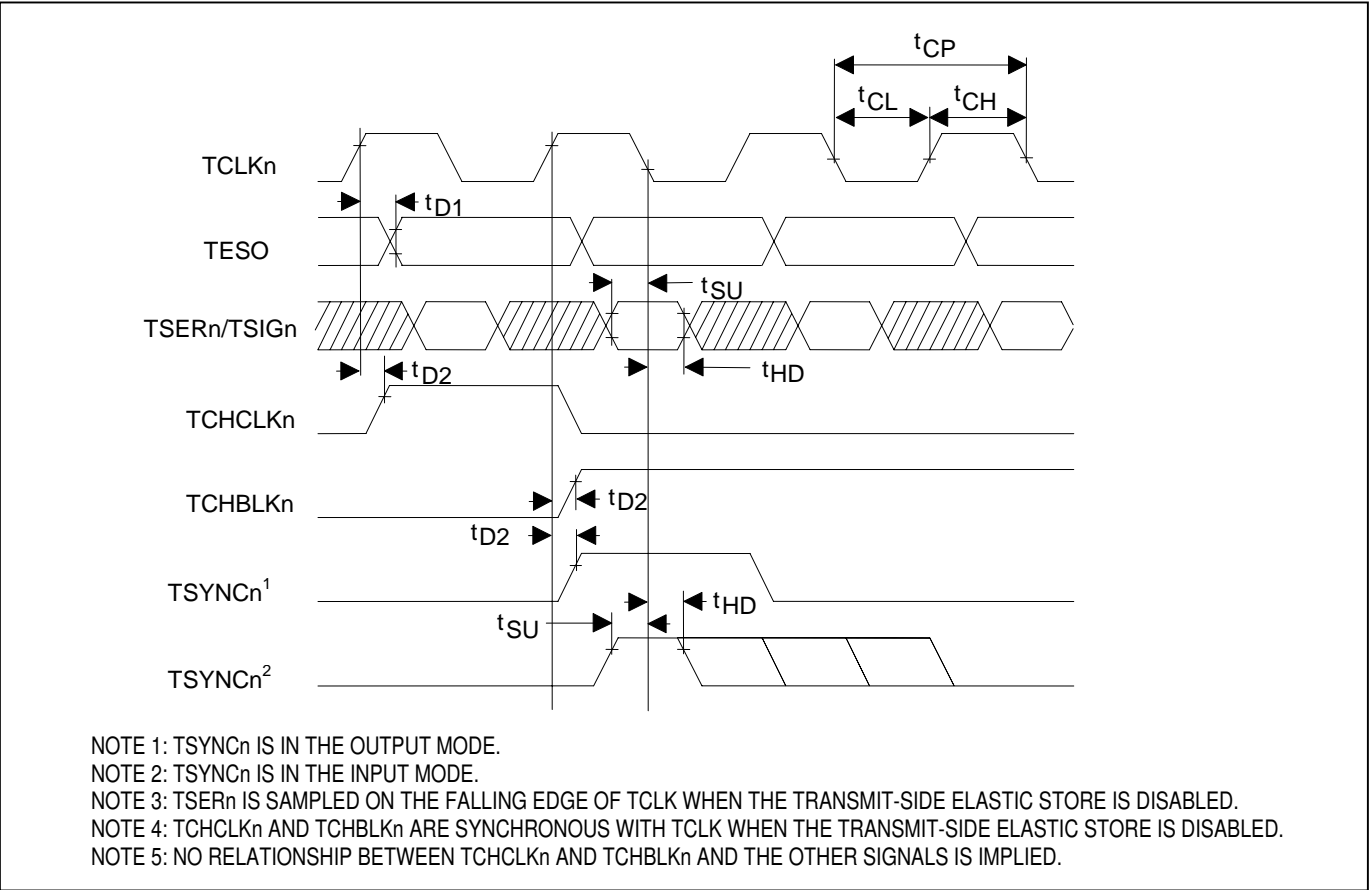 tCP
tCL tCH
TCLKn
tD1
TESO
tSU
TSERn/TSIGn
tD2 tHD
TCHCLKn
TCHBLKn tD2
tD2
TSYNCn1
tHD
tSU
TSYNCn2
NOTE 1: TSYNCn IS IN THE OUTPUT MODE.
NOTE 2: TSYNCn IS IN THE INPUT MODE.
NOTE 3: TSERn IS SAMPLED ON THE FALLING EDGE OF TCLK WHEN THE TRANSMIT-SIDE ELASTIC STORE IS DISABLED.
NOTE 4: TCHCLKn AND TCHBLKn ARE SYNCHRONOUS WITH TCLK WHEN THE TRANSMIT-SIDE ELASTIC STORE IS DISABLED.
NOTE 5: NO RELATIONSHIP BETWEEN TCHCLKn AND TCHBLKn AND THE OTHER SIGNALS IS IMPLIED.